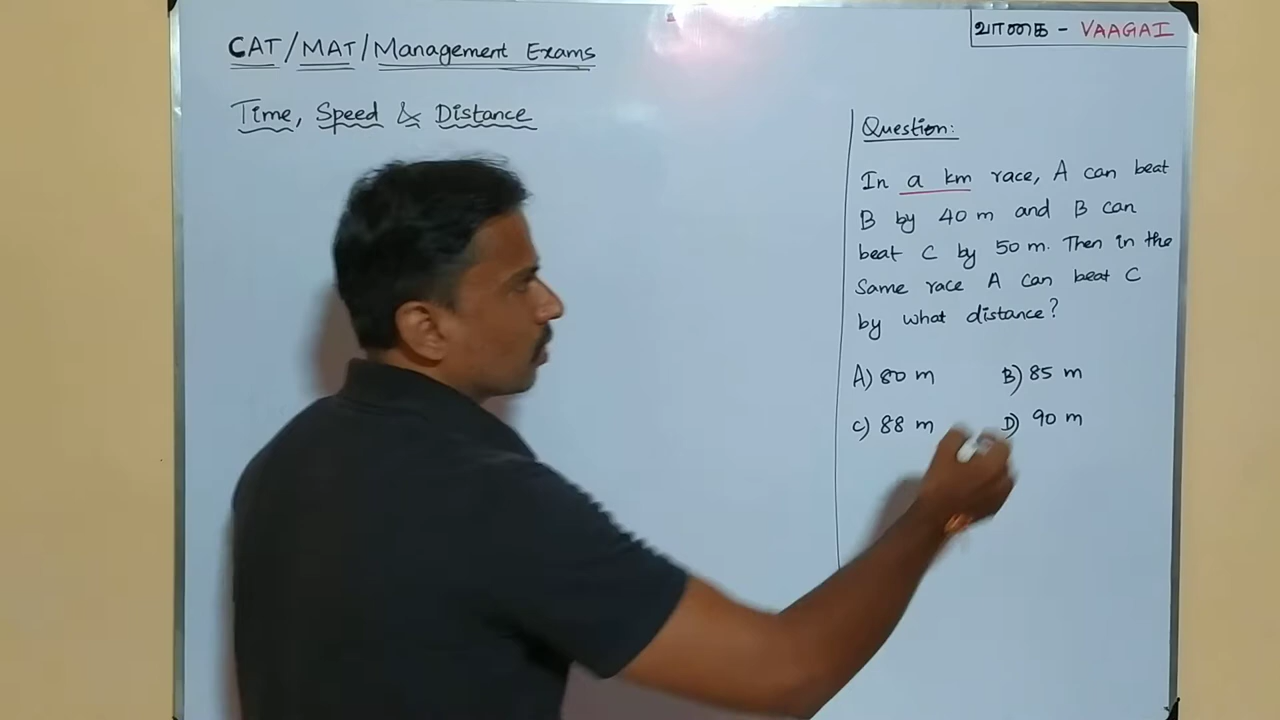 CAT/MAT/Management Exams
வாகை - VAAGAI
Time, Speed & Distance
Question:
In a km race, A can beat
B by 40 m and B can
beat C by 50 m. Then in the
Same race A can beat C
by what distance?
A) 80 m B) 85 m
C) 88 m D) 90 m